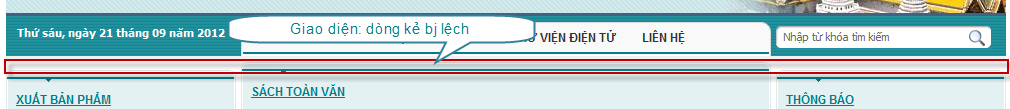 Thứ sáu, ngày 21 tháng 09 năm 2012
Giao diện: dòng kẻ bị lệch
VIỆN ĐIỆN TỬ
LIÊN HỆ
Nhập từ khóa tìm kiếm
XUẤT BẢN PHẨM
SÁCH TOÀN VĂN
THÔNG BÁO